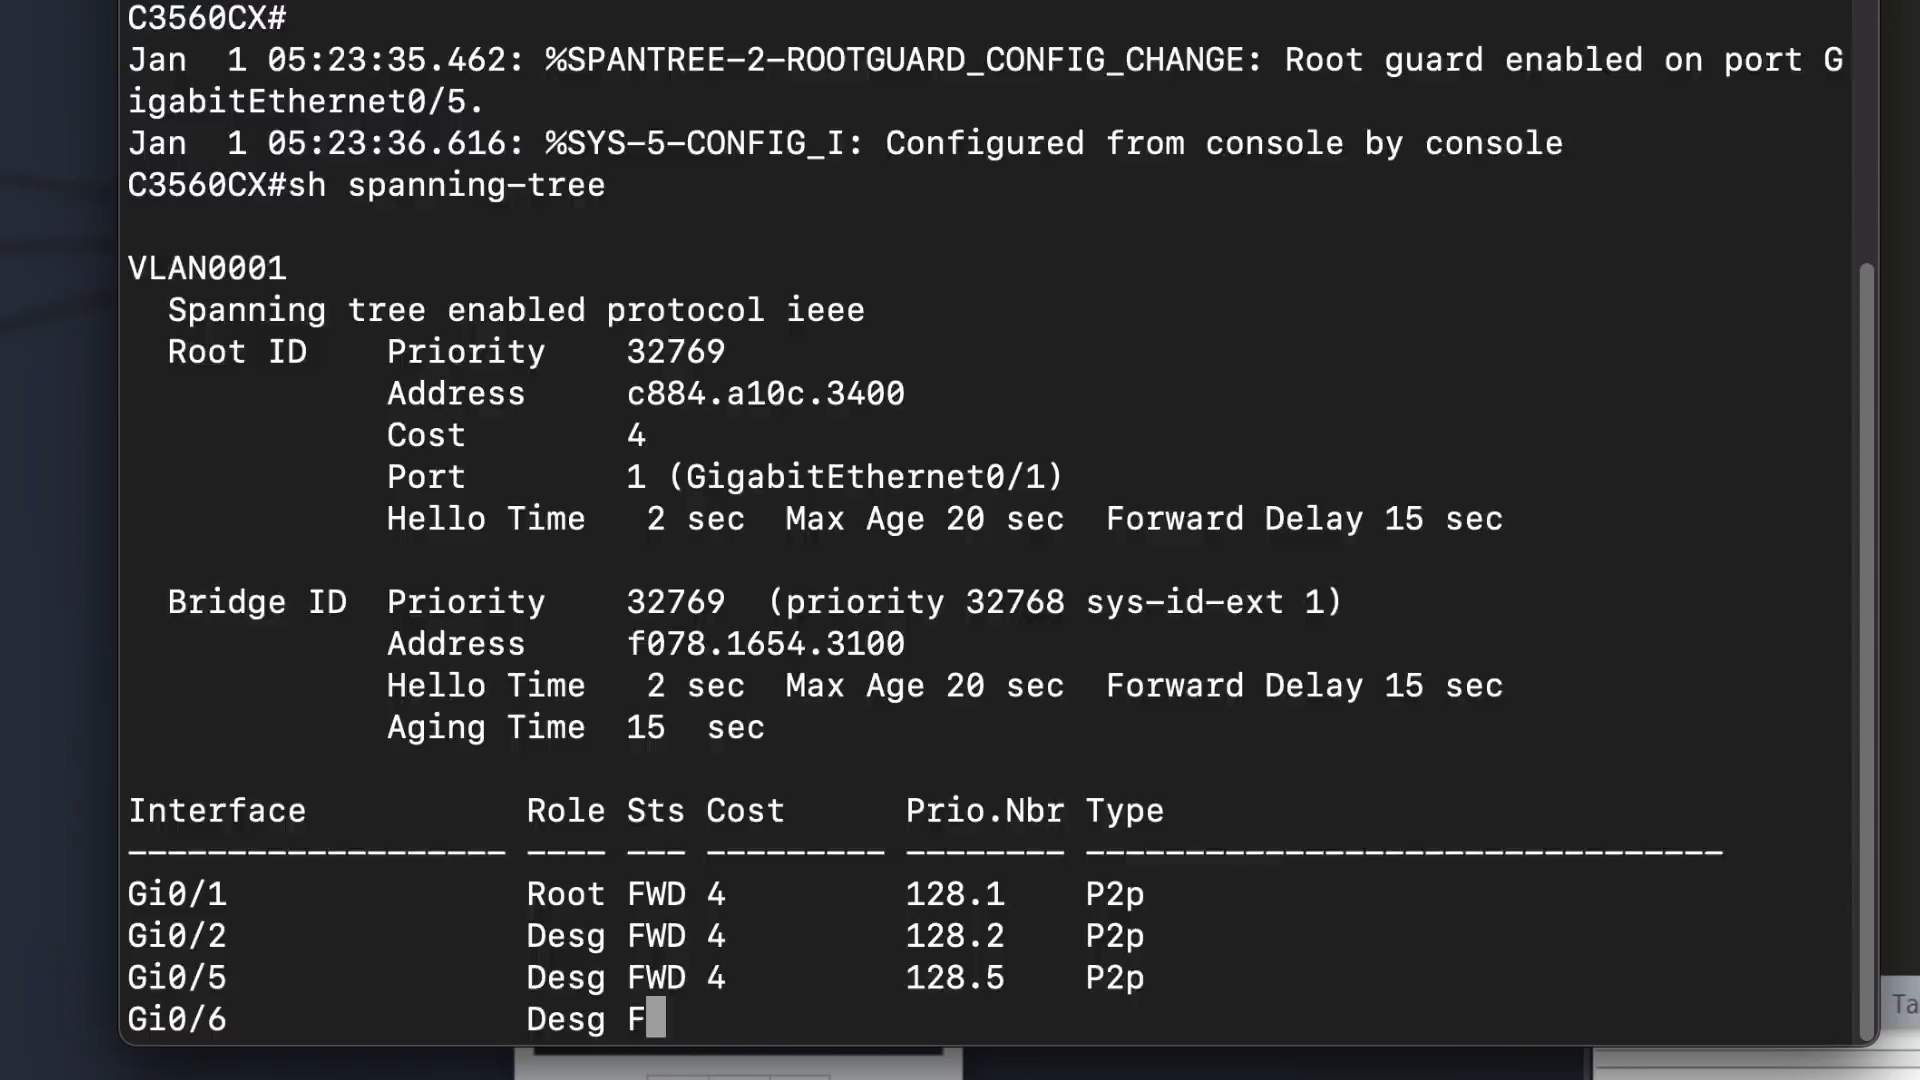 C3560CX#
Jan  1 05:23:35.462: %SPANTREE-2-ROOTGUARD_CONFIG_CHANGE: Root guard enabled on port G
igabitEthernet0/5.
Jan  1 05:23:36.616: %SYS-5-CONFIG_I: Configured from console by console
C3560CX#sh spanning-tree

VLAN0001
  Spanning tree enabled protocol ieee
  Root ID    Priority    32769
             Address     c884.a10c.3400
             Cost        4
             Port        1 (GigabitEthernet0/1)
             Hello Time   2 sec  Max Age 20 sec  Forward Delay 15 sec

  Bridge ID  Priority    32769  (priority 32768 sys-id-ext 1)
             Address     f078.1654.3100
             Hello Time   2 sec  Max Age 20 sec  Forward Delay 15 sec
             Aging Time  15  sec

Interface           Role Sts Cost      Prio.Nbr Type
------------------- ---- --- --------- -------- --------------------------------
Gi0/1               Root FWD 4         128.1    P2p
Gi0/2               Desg FWD 4         128.2    P2p
Gi0/5               Desg FWD 4         128.5    P2p
Gi0/6               Desg F